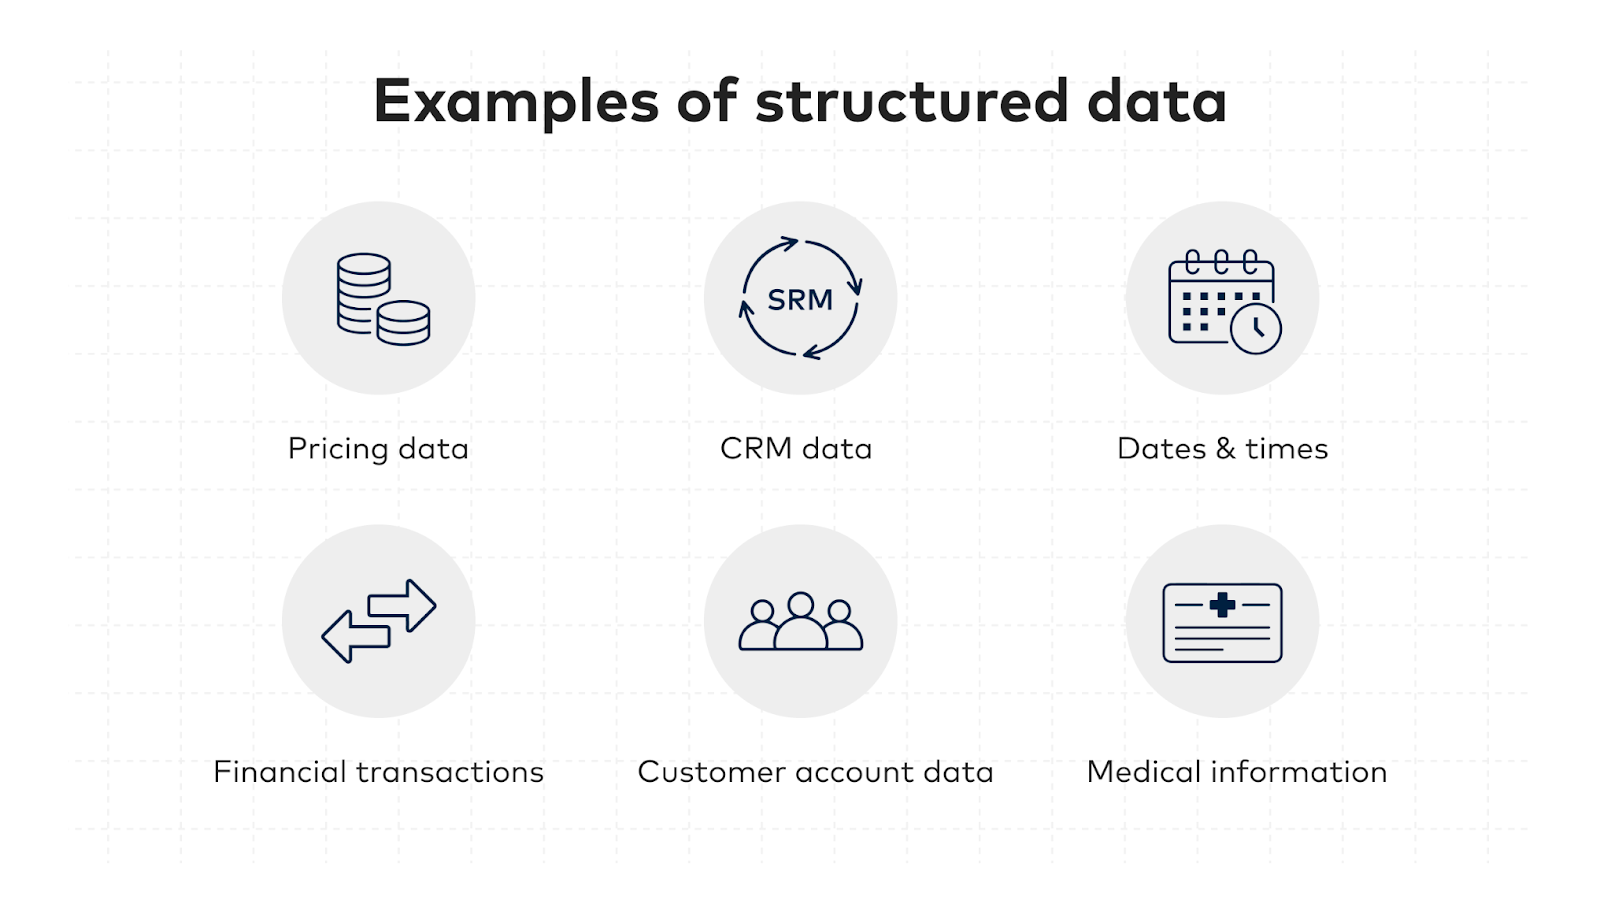 Examples of structured data
SRM
Pricing data
CRM data
Dates & times
Financial transactions
Customer account data
Medical information